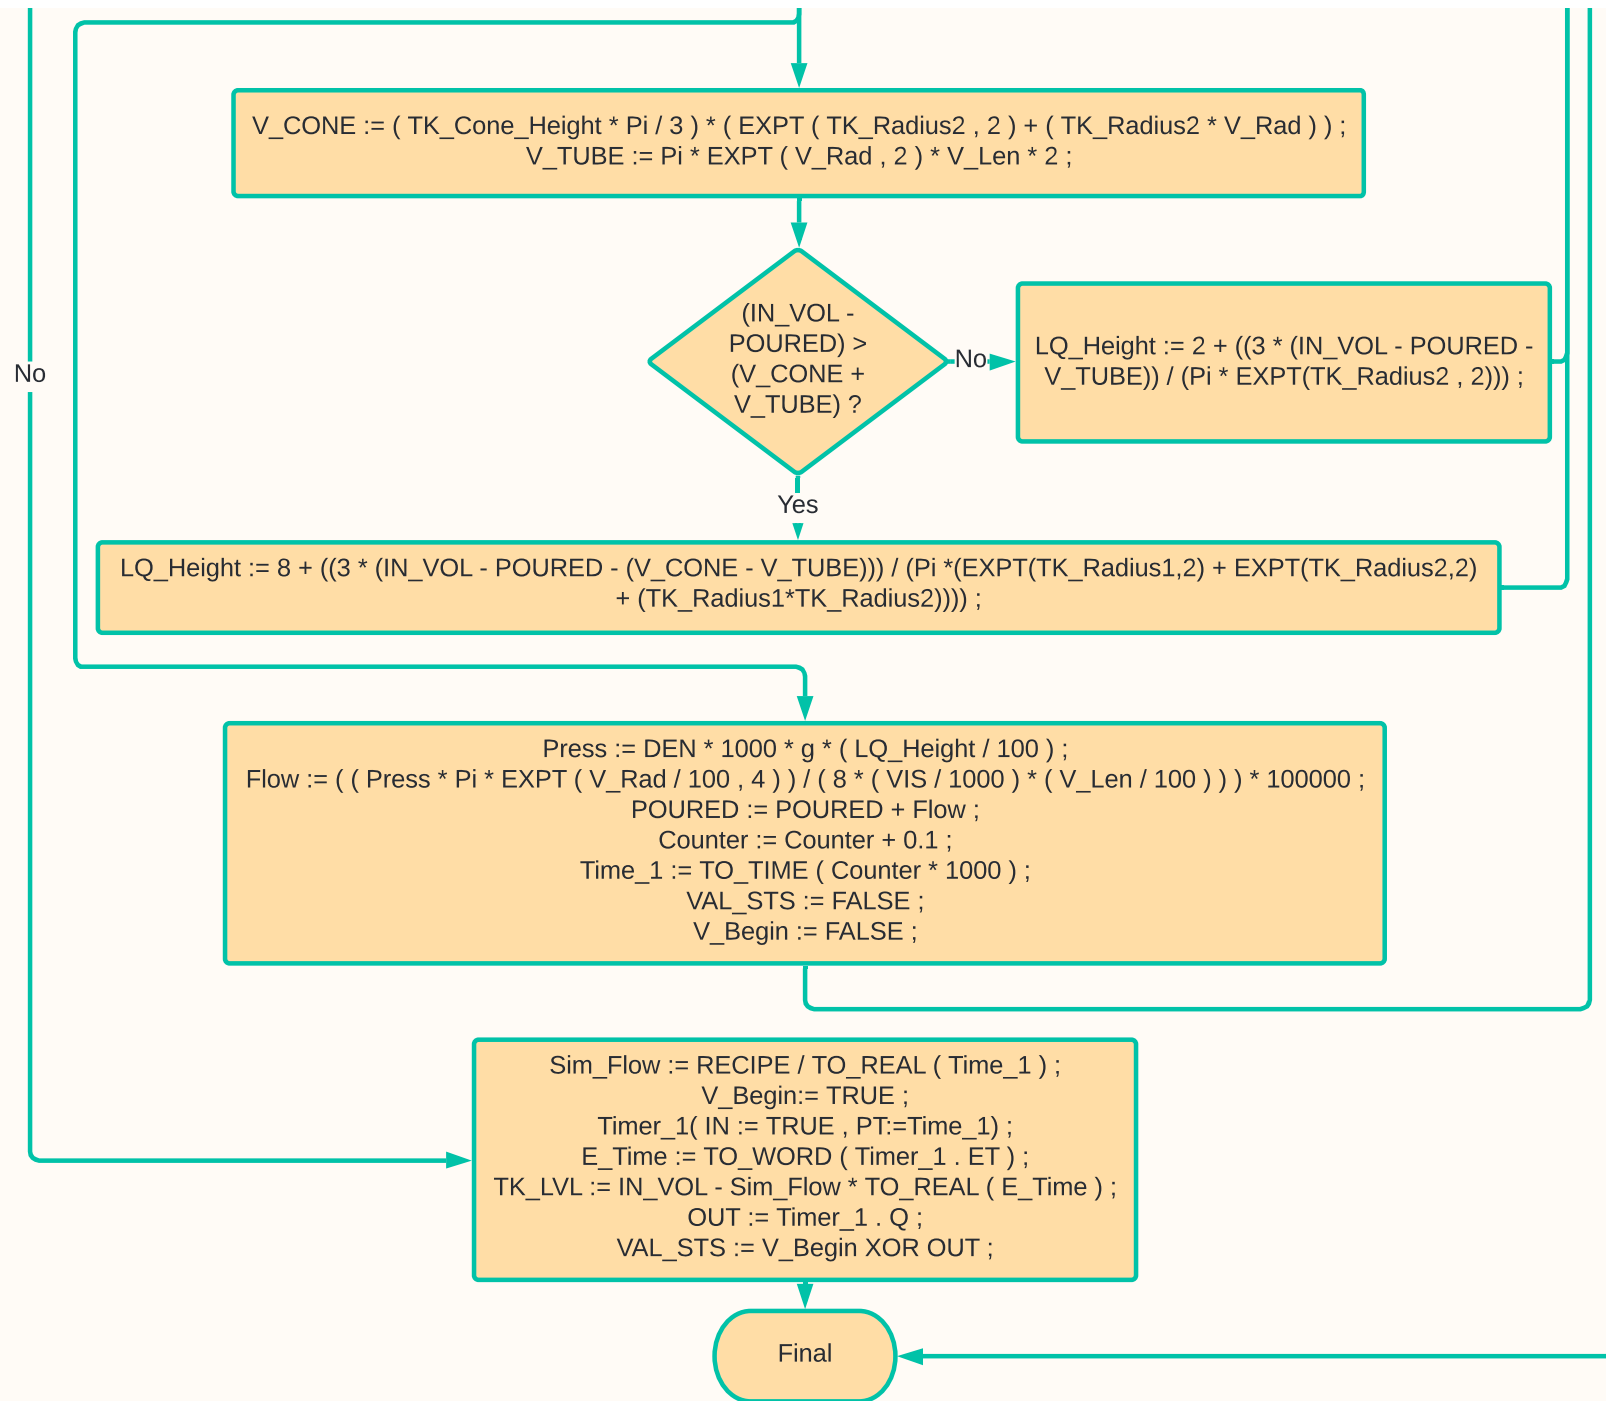 V_CONE := ( TK_Cone_Height * Pi / 3 ) * ( EXPT ( TK_Radius2 , 2 ) + ( TK_Radius2 * V_Rad ) ) ;
V_TUBE := Pi * EXPT ( V_Rad , 2 ) * V_Len * 2 ;
(IN_VOL -
POURED) >
(V_CONE +
V_TUBE) ?
No
LQ_Height := 2 + ((3 * (IN_VOL - POURED -
V_TUBE)) / (Pi * EXPT(TK_Radius2 , 2))) ;
No
Yes
LQ_Height := 8 + ((3 * (IN_VOL - POURED - (V_CONE - V_TUBE))) / (Pi *(EXPT(TK_Radius1,2) + EXPT(TK_Radius2,2)
+ (TK_Radius1*TK_Radius2)))) ;
Press := DEN * 1000 * g * ( LQ_Height / 100 ) ;
Flow := ( ( Press * Pi * EXPT ( V_Rad / 100 , 4 ) ) / ( 8 * ( VIS / 1000 ) * ( V_Len / 100 ) ) ) * 100000 ;
POURED := POURED + Flow ;
Counter := Counter + 0.1 ;
Time_1 := TO_TIME ( Counter * 1000 ) ;
VAL_STS := FALSE ;
V_Begin := FALSE ;
Sim_Flow := RECIPE / TO_REAL ( Time_1 ) ;
V_Begin:= TRUE ;
Timer_1( IN := TRUE , PT:=Time_1) ;
E_Time := TO_WORD ( Timer_1 . ET ) ;
TK_LVL := IN_VOL - Sim_Flow * TO_REAL ( E_Time ) ;
OUT := Timer_1 . Q ;
VAL_STS := V_Begin XOR OUT ;
Final